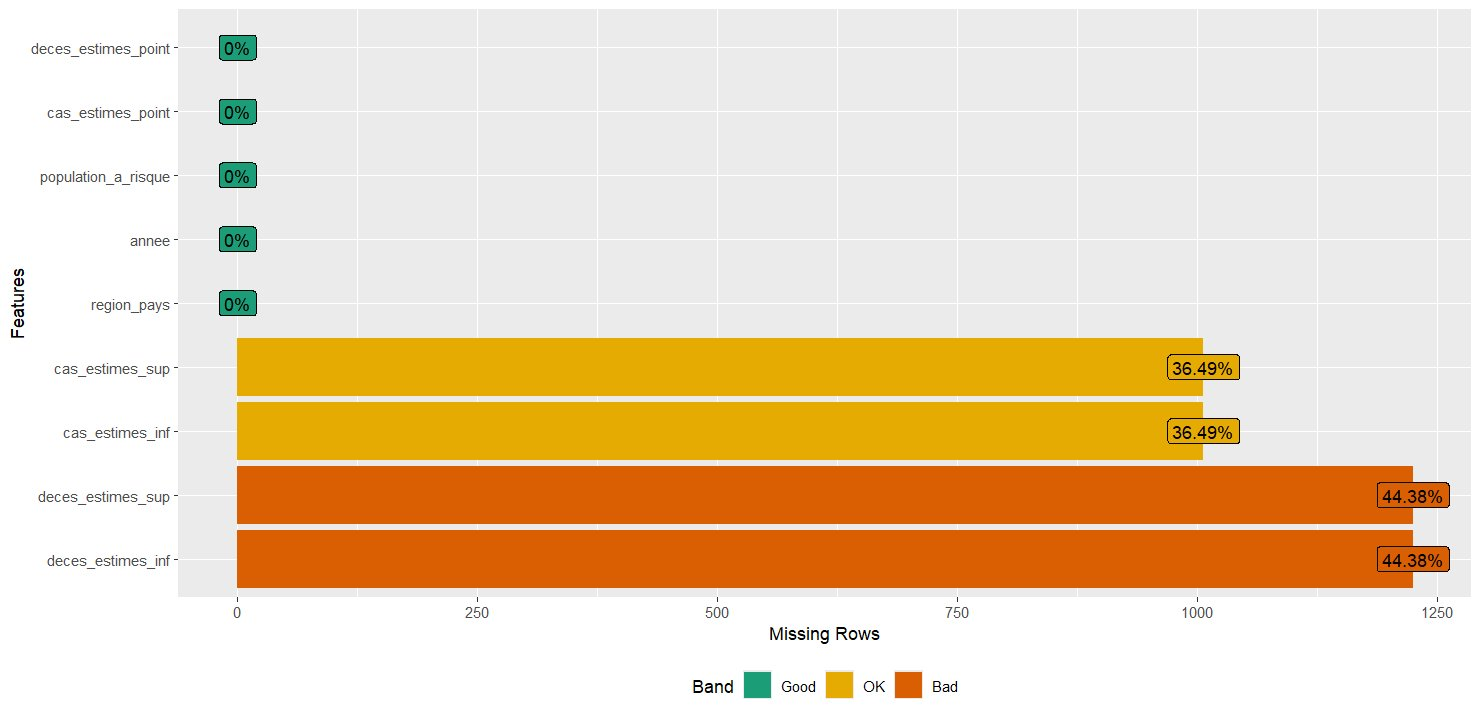 deces_estimes_point 0%
cas_estimes_point 0%
population_a_risque 0%
annee 0%
region_pays 0%
Features
cas_estimes_sup 36.49%
cas_estimes_inf 36.49%
deces_estimes_sup 44.38%
deces_estimes_inf 44.38%
0 250 500 750 1000 1250
Missing Rows
Band Good OK Bad